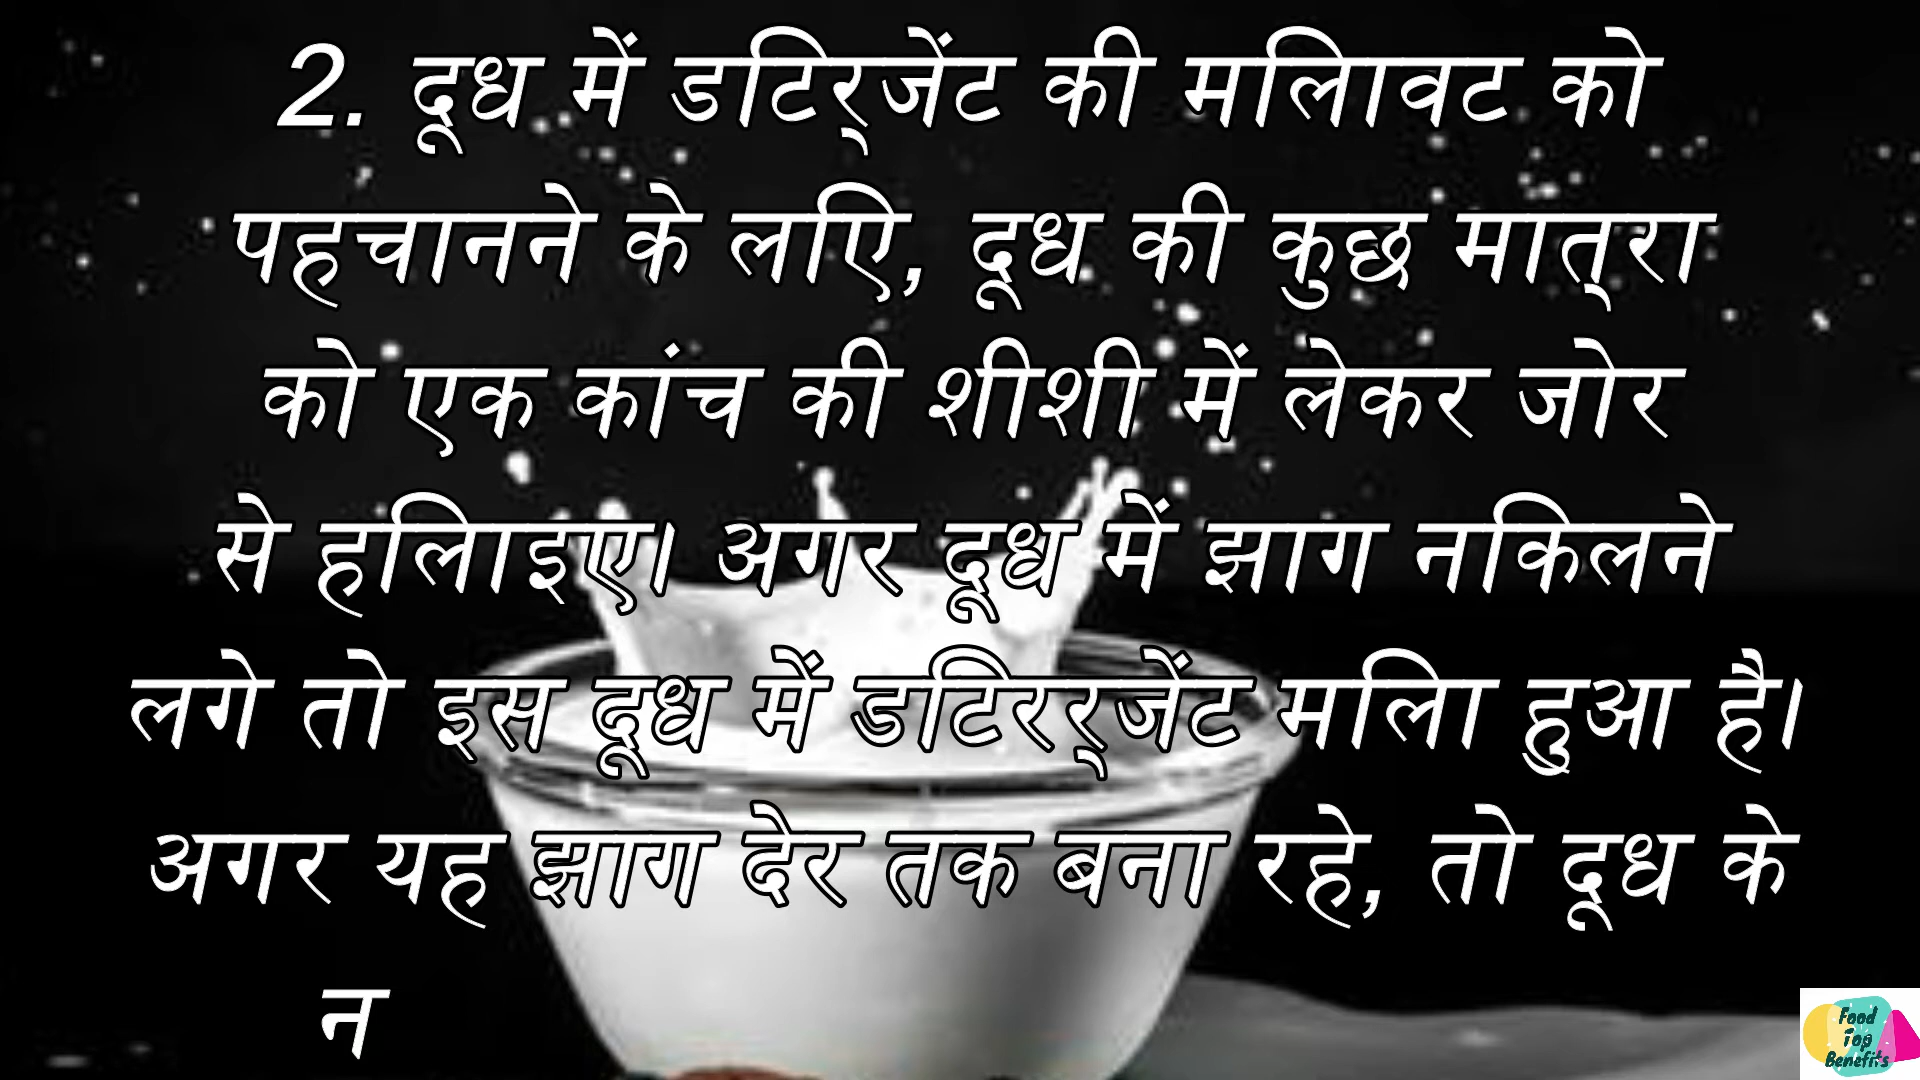 2. दूध में डिटर्जेंट की मिलावट को
पहचानने के लिए, दूध की कुछ मात्रा
को एक कांच की शीशी में लेकर जोर
से हिलाइए। अगर दूध में झाग निकलने
लगे तो इस दूध में डिटरर्जेंट मिला हुआ है।
अगर यह झाग देर तक बना रहे, तो दूध के
न
Food
Top
Benefits